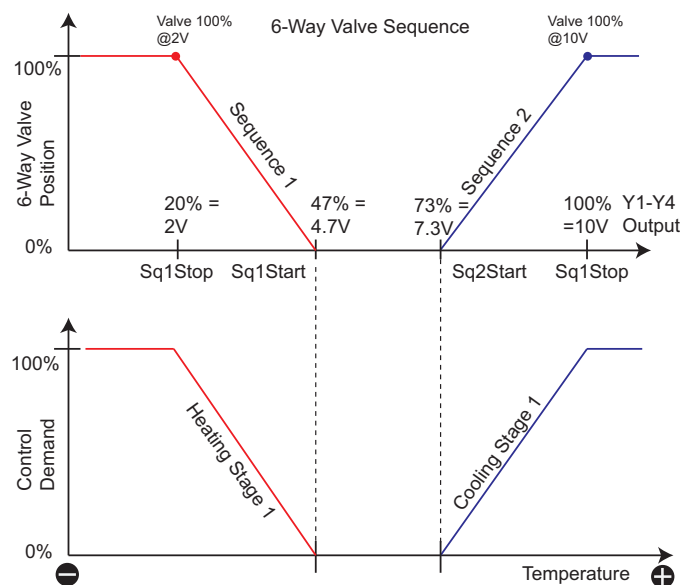 Valve 100%
@2V
6-Way Valve Sequence
Valve 100%
@10V
100%
6-Way Valve
Position
Sequence 1
Sequence 2
20% =
2V
47% =
4.7V
73% =
7.3V
100%
=10V
Y1-Y4
Output
0%
Sq1Stop
Sq1Start
Sq2Start
Sq1Stop
100%
Control
Demand
Heating Stage 1
Cooling Stage 1
0%
−
Temperature
+